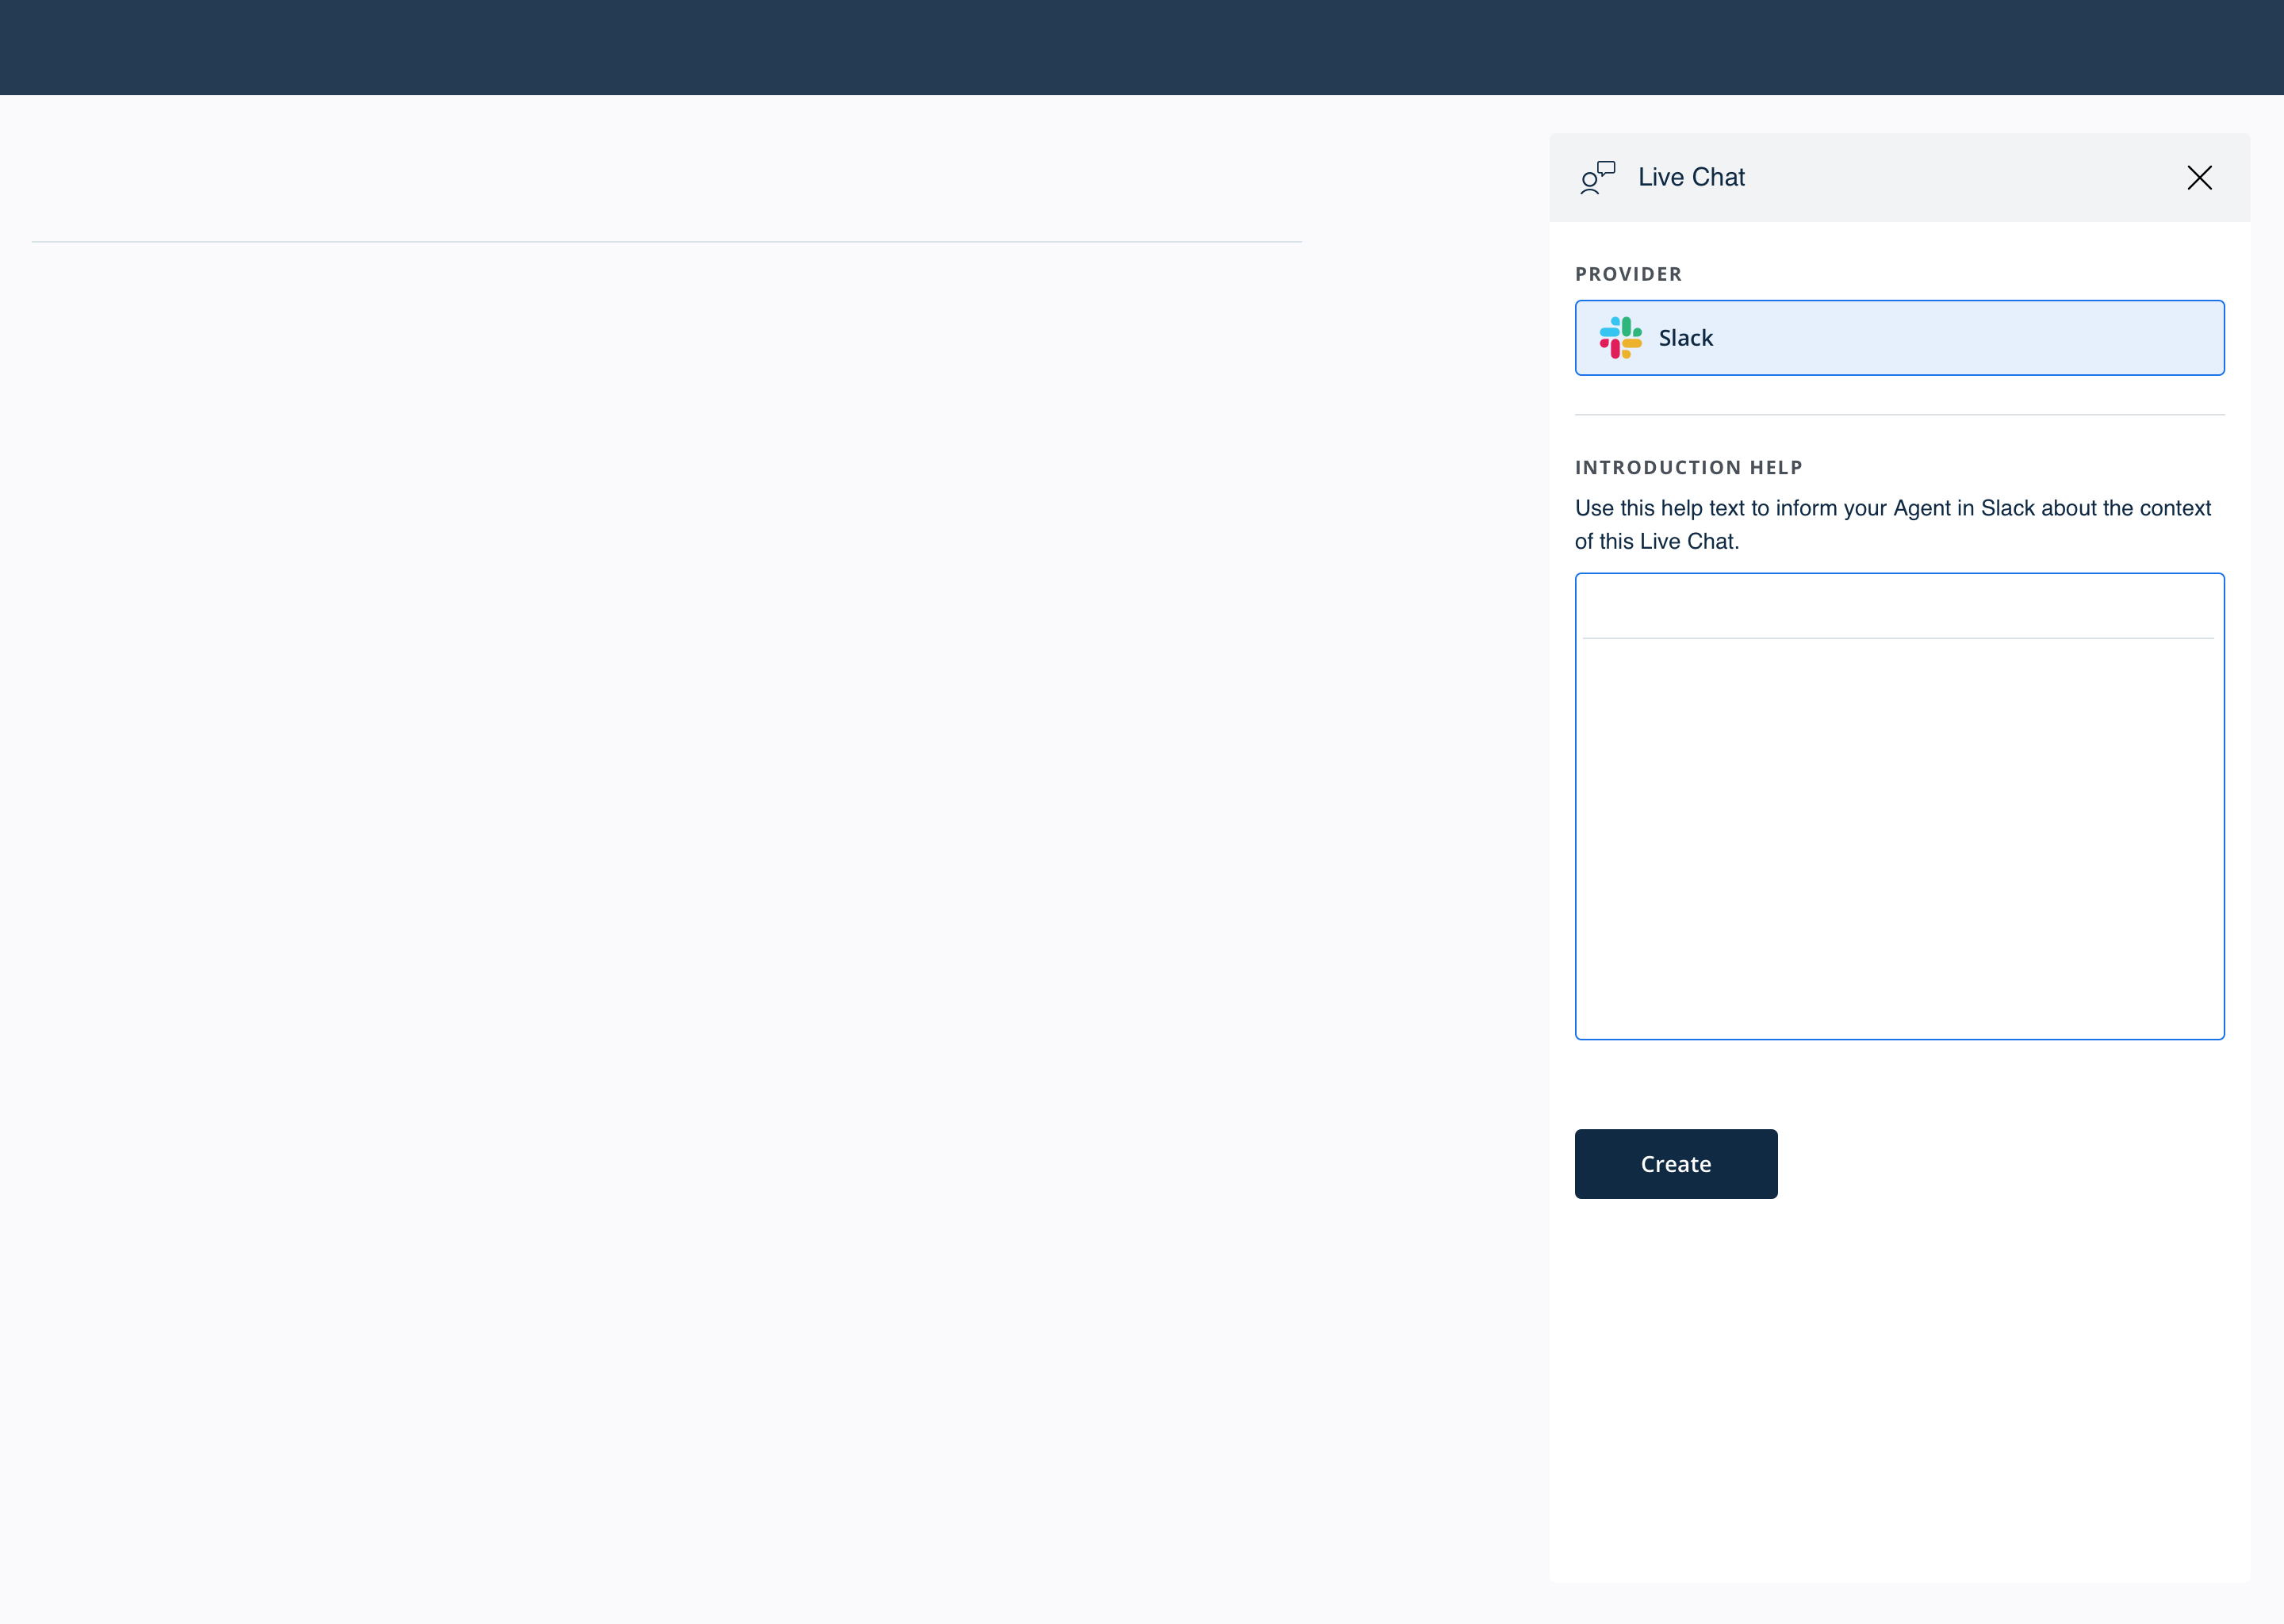 Live Chat
PROVIDER
Slack
INTRODUCTION HELP
Use this help text to inform your Agent in Slack about the context
of this Live Chat.
Create